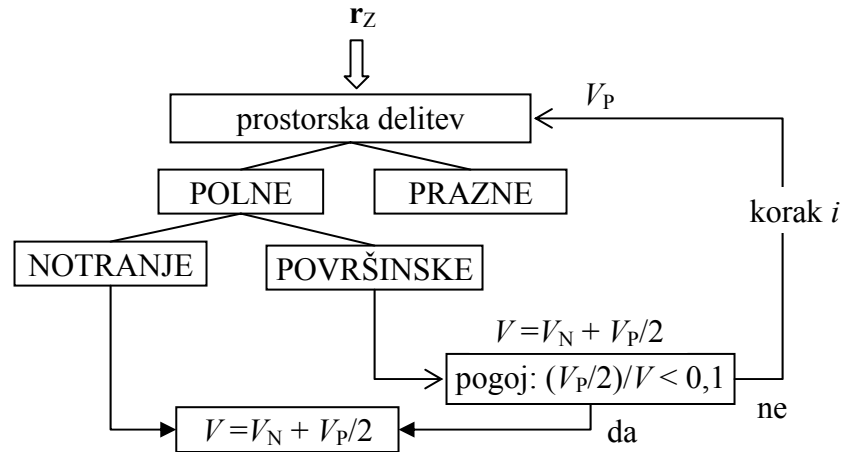 r_Z
V_P
prostorska delitev
POLNE
PRAZNE
korak i
NOTRANJE
POVRŠINSKE
V =V_N + V_P/2
pogoj: (V_P/2)/V < 0,1
ne
V =V_N + V_P/2
da